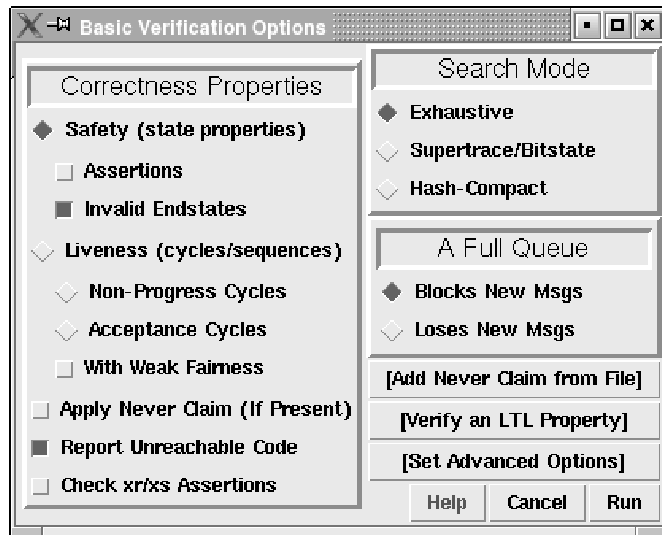 Basic Verification Options
Correctness Properties
Safety (state properties)
Assertions
Invalid Endstates
Liveness (cycles/sequences)
Non-Progress Cycles
Acceptance Cycles
With Weak Fairness
Apply Never Claim (If Present)
Report Unreachable Code
Check xr/xs Assertions
Search Mode
Exhaustive
Supertrace/Bitstate
Hash-Compact
A Full Queue
Blocks New Msgs
Loses New Msgs
[Add Never Claim from File]
[Verify an LTL Property]
[Set Advanced Options]
Help Cancel Run